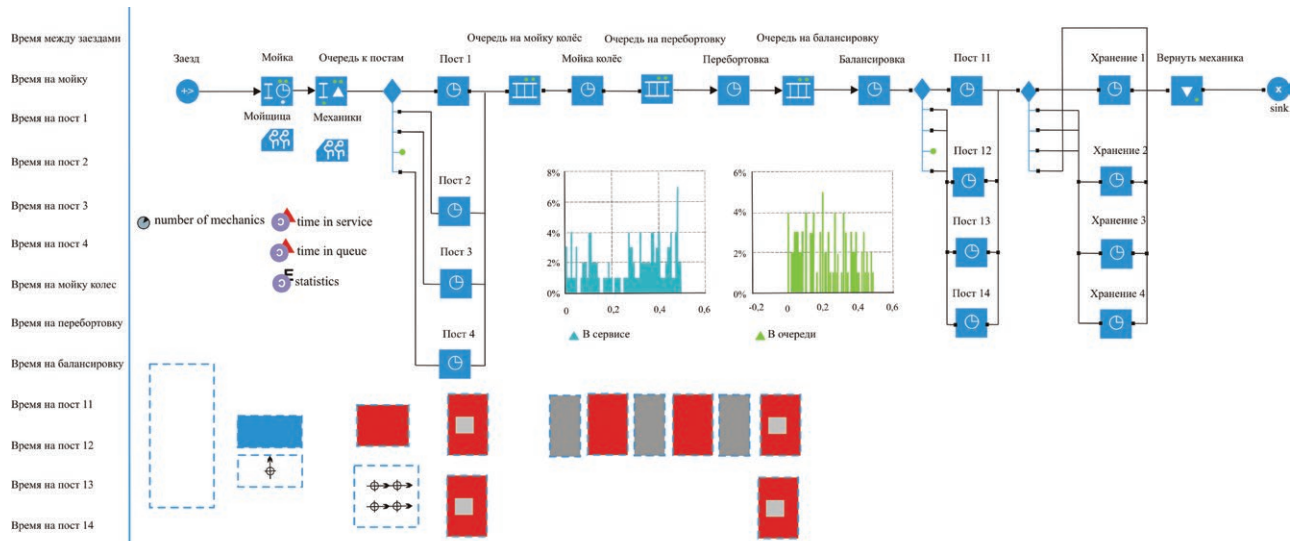 Время между заездами
Время на мойку
Время на пост 1
Время на пост 2
Время на пост 3
Время на пост 4
Время на мойку колес
Время на перебортовку
Время на балансировку
Время на пост 11
Время на пост 12
Время на пост 13
Время на пост 14
Очередь на мойку колёс
Очередь на перебортовку
Очередь на балансировку
Заезд
Мойка
Очередь к постам
Пост 1
Мойка колёс
Перебортовка
Балансировка
Пост 11
Хранение 1
Вернуть механика
sink
Мойщица
Механики
Пост 2
Пост 12
Хранение 2
number of mechanics
time in service
time in queue
statistics
Пост 3
Пост 13
Хранение 3
Пост 4
Пост 14
Хранение 4
8%
6%
4%
2%
0%
0
0,2
0,4
0,6
В сервисе
6%
4%
2%
0%
-0,2
0
0,2
0,4
0,6
В очереди